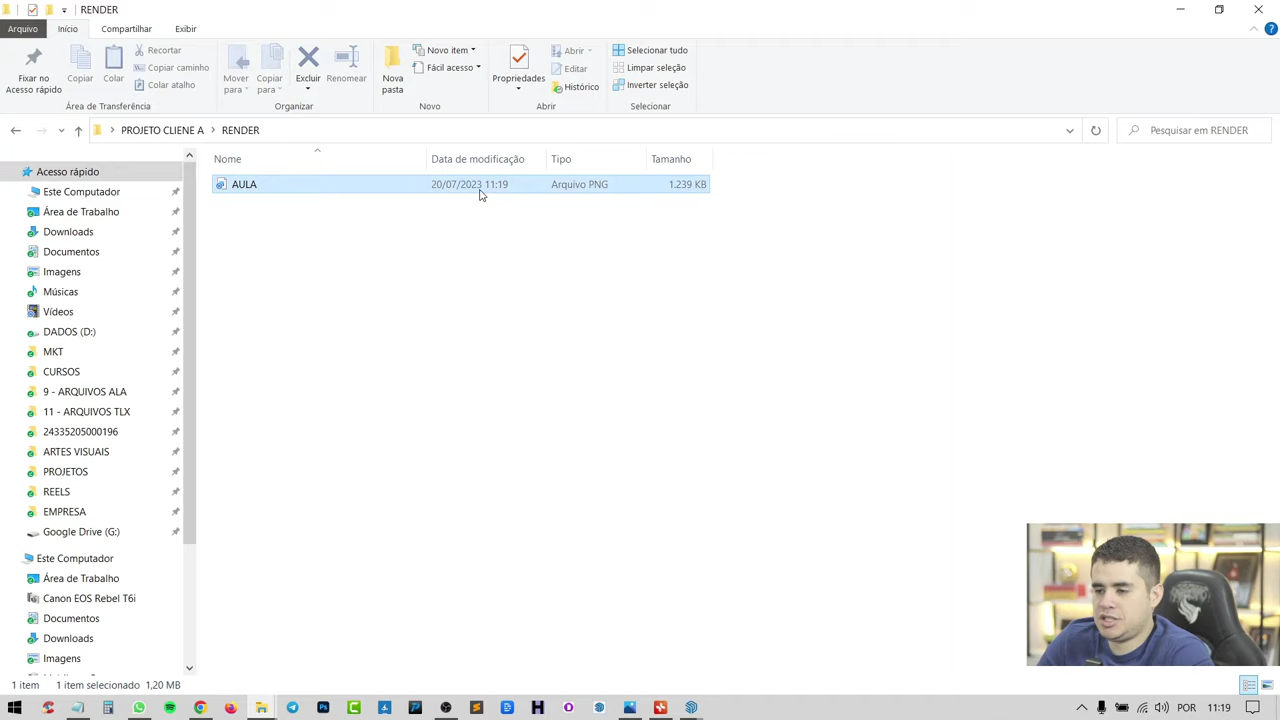 RENDER
Arquivo
Início
Compartilhar
Exibir
Fixar no
Acesso rápido
Copiar
Colar
Recortar
Copiar caminho
Colar atalho
Área de Transferência
Mover
para
Copiar
para
Excluir
Renomear
Organizar
Nova
pasta
Novo item
Fácil acesso
Novo
Propriedades
Abrir
Editar
Histórico
Abrir
Selecionar tudo
Limpar seleção
Inverter seleção
Selecionar
PROJETO CLIENE A
RENDER
Pesquisar em RENDER
Nome
Data de modificação
Tipo
Tamanho
AULA
20/07/2023 11:19
Arquivo PNG
1.239 KB
Acesso rápido
Este Computador
Área de Trabalho
Downloads
Documentos
Imagens
Músicas
Vídeos
DADOS (D:)
MKT
CURSOS
9 - ARQUIVOS ALA
11 - ARQUIVOS TLX
24335205000196
ARTES VISUAIS
PROJETOS
REELS
EMPRESA
Google Drive (G:)
Este Computador
Área de Trabalho
Canon EOS Rebel T6i
Documentos
Downloads
Imagens
1 item
1 item selecionado 1,20 MB
POR
11:19